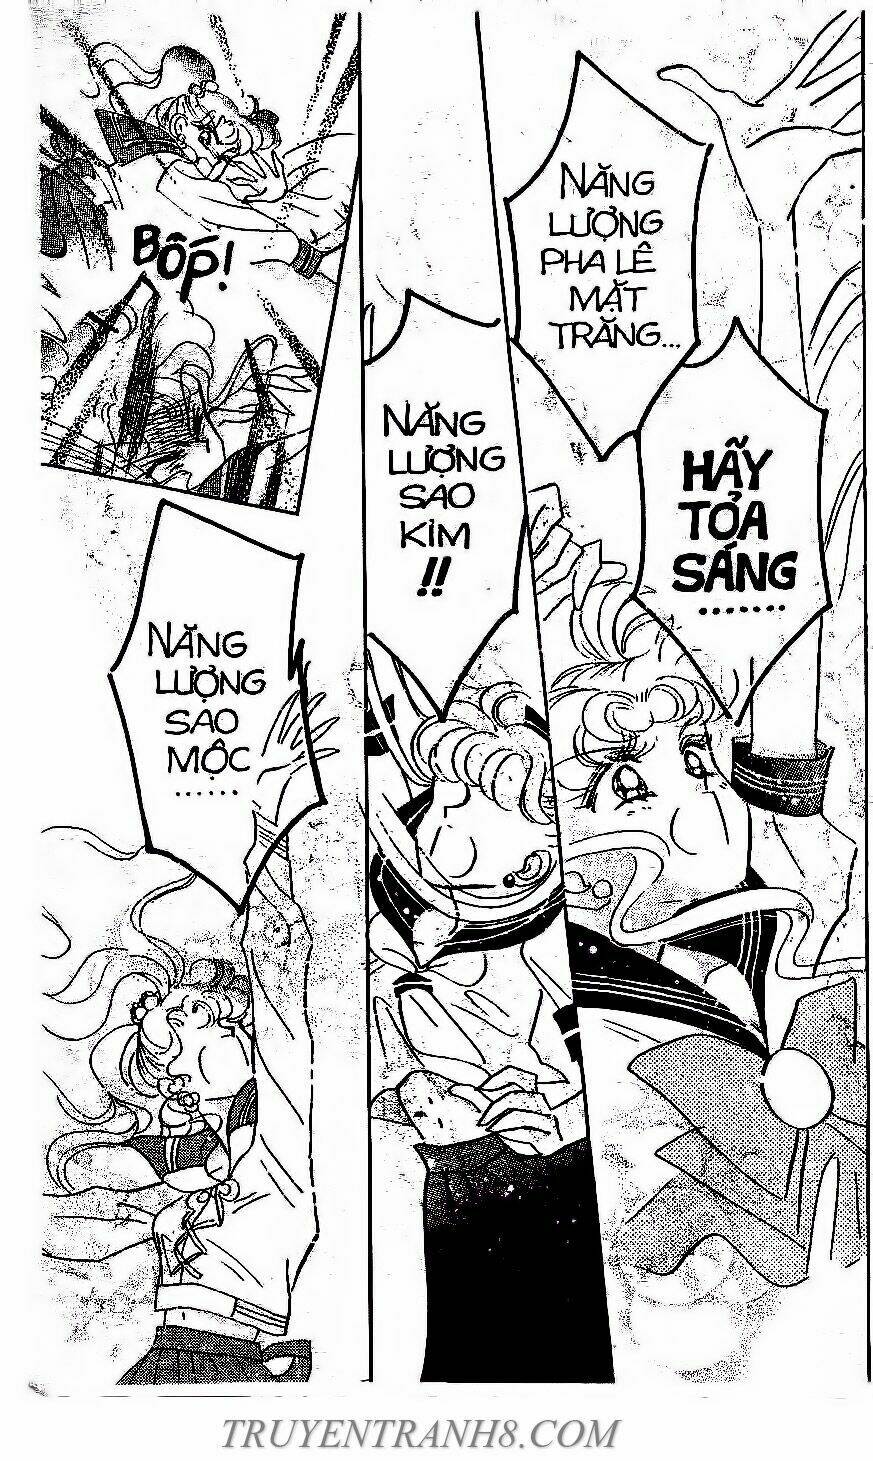 NĂNG
LƯỢNG
PHA LÊ
MẶT
TRĂNG...
HÃY
TỎA
SÁNG
.......
NĂNG
LƯỢNG
SAO
KIM
!!
BỐP!
NĂNG
LƯỢNG
SAO
MỘC
......
TRUYENTRANH8.COM